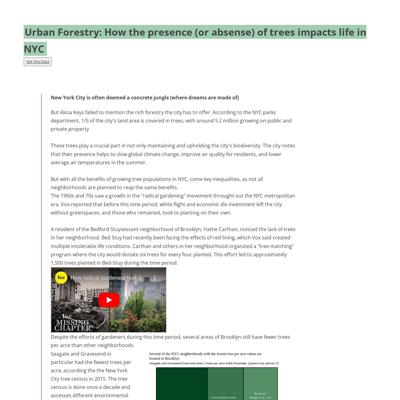 Urban Forestry: How the presence (or absense) of trees impacts life in
NYC
Get the Data
New York City is often deemed a concrete jungle (where dreams are made of)
But Alicia Keys failed to mention the rich forestry the city has to offer. According to the NYC parks
department, 1/5 of the city's land area is covered in trees, with around 5.2 million growing on public and
private property
These trees play a crucial part in not only maintaining and upholding the city's biodiversity. The city notes
that their presence helps to slow global climate change, improve air quality for residents, and lower
average air temperatures in the summer.
But with all the benefits of growing tree populations in NYC, come key inequalities, as not all
neighborhoods are planned to reap the same benefits.
The 1960s and 70s saw a growth in the "radical gardening" movement throught out the NYC metropolitan
era. Vox reported that before this time period, white flight and economic dis-investment left the city
without greenspaces, and those who remained, took to planting on their own.
A resident of the Bedford Stuyvessant neighborhood of Brooklyn, Hattie Carthan, noticed the lack of trees
in her neighborhood. Bed Stuy had recently been facing the effects of red lining, which Vox said created
multiple intolerable life conditions. Carthan and others in her neighborhood organized a "tree matching"
program where the city would donate six trees for every four planted. This effort led to approximately
1,500 trees planted in Bed-Stuy during the time period.
Vox
How radical gardeners took b
Vox
MISSING
CHAPTER
Despite the efforts of gardeners during this time period, several areas of Brooklyn still have fewer trees
per acre than other neighborhoods.
Seagate and Gravesend in
particular had the fewest trees per
acre, according the the New York
City tree census in 2015. The tree
census is done once a decade and
ascesses different environmental
Several of the NYC neighborhoods with the lowest tree per acre ration are
located in Brooklyn